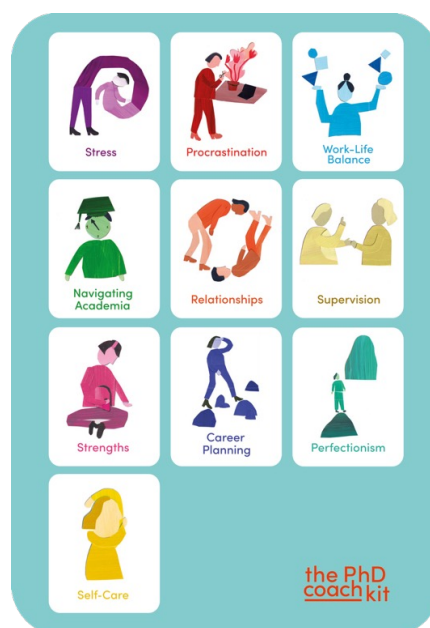 Stress
Procrastination
Work-Life
Balance
Navigating
Academia
Relationships
Supervision
Strengths
Career
Planning
Perfectionism
Self-Care
the PhD
coach kit